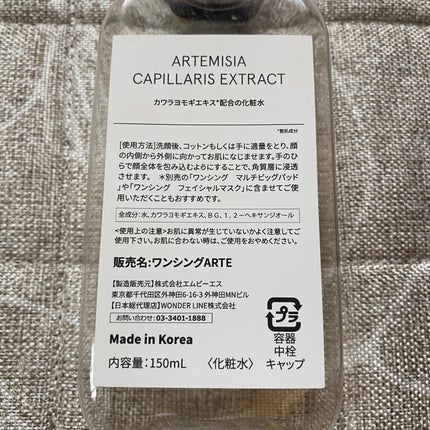 ARTEMISIA
CAPILLARIS EXTRACT
カワラヨモギエキス*配合の化粧水
*整肌成分
[使用方法]洗顔後、コットンもしくは手に適量をとり、顔
の内側から外側に向かってお肌になじませます。手のひ
らで顔全体を包み込むようにすることで、角質層に浸透
させます。 ＊別売の「ワンシング マルチビッグパッド
」や「ワンシング フェイシャルマスク」に含ませてご使
用いただくこともおすすめです。
全成分：水、カワラヨモギエキス、ＢＧ、１，２－ヘキサンジオール
<使用上の注意>お肌に異常が生じていないかよく注意してご
使用下さい。お肌に合わない時は、ご使用をおやめください。
販売名:ワンシングARTE
【製造販売元】株式会社エムビーエス
東京都千代田区外神田6-16-3 外神田MNビル
【日本総代理店】WONDER LINE株式会社
お問い合わせ : 03-3401-1888
Made in Korea
内容量：150mL 〈化粧水〉
プラ
容器
中栓
キャップ